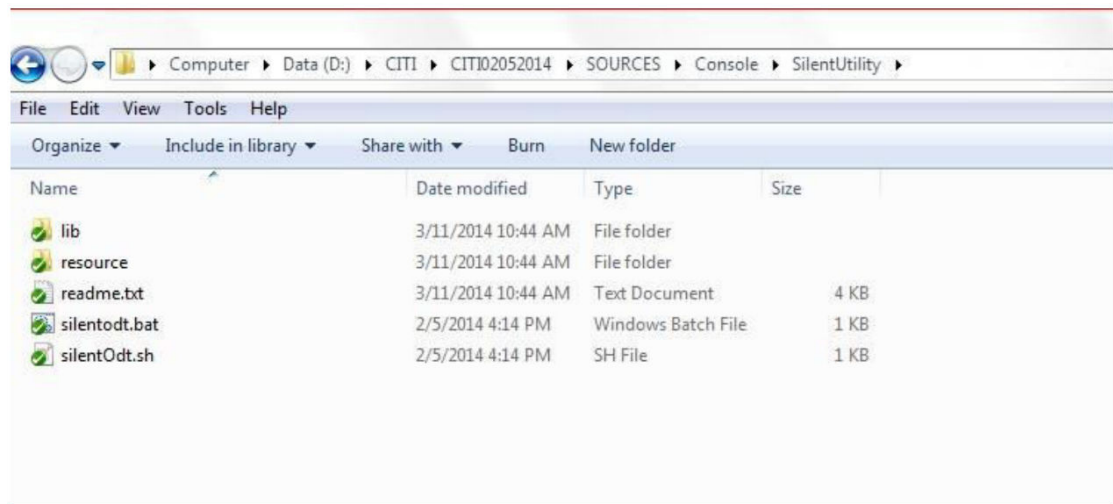 Computer Data (D:) CITI CITI02052014 SOURCES Console SilentUtility
File Edit View Tools Help
Organize Include in library Share with Burn New folder
Name Date modified Type Size
lib 3/11/2014 10:44 AM File folder
resource 3/11/2014 10:44 AM File folder
readme.txt 3/11/2014 10:44 AM Text Document 4 KB
silentodt.bat 2/5/2014 4:14 PM Windows Batch File 1 KB
silentOdt.sh 2/5/2014 4:14 PM SH File 1 KB